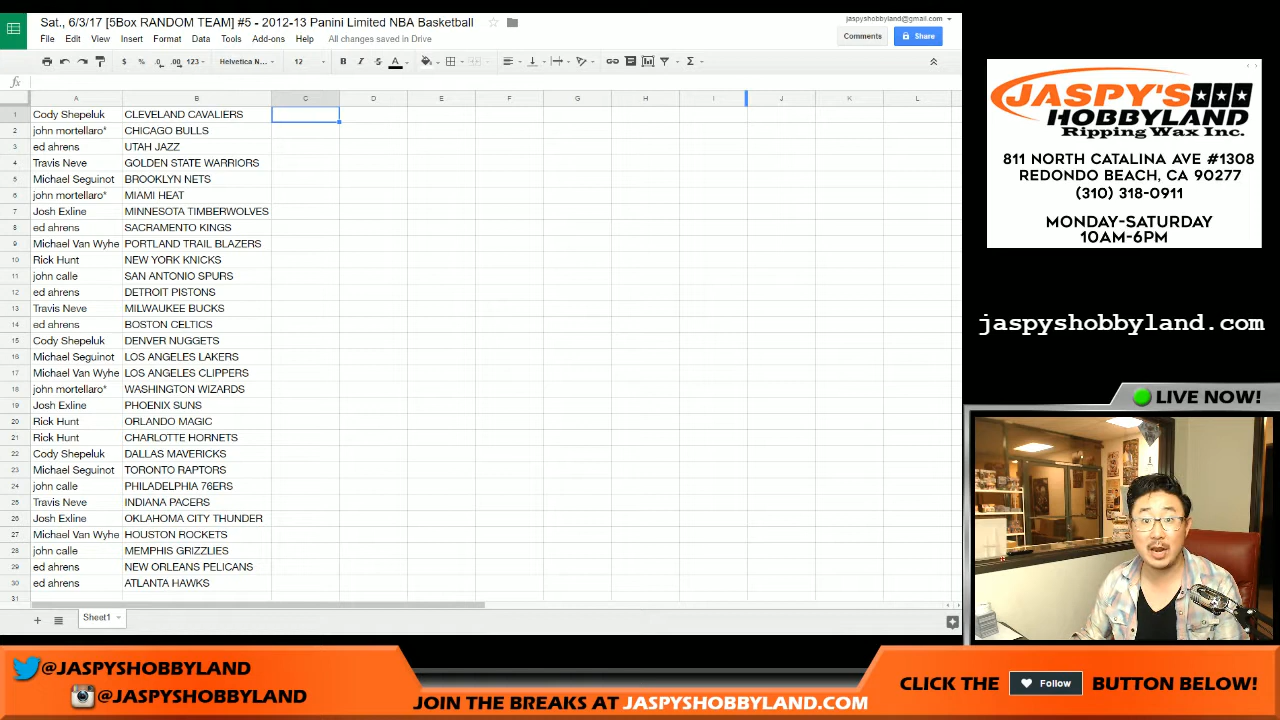 Sat., 6/3/17 [5Box RANDOM TEAM] #5 - 2012-13 Panini Limited NBA Basketball
jaspyshobbyland@gmail.com
File Edit View Insert Format Data Tools Add-ons Help All changes saved in Drive
Comments Share
$ % .0 .00 123 Helvetica N... 12 B I S A
fx
A B C D E F G H I J K L
1 Cody Shepeluk CLEVELAND CAVALIERS
2 john mortellaro* CHICAGO BULLS
3 ed ahrens UTAH JAZZ
4 Travis Neve GOLDEN STATE WARRIORS
5 Michael Seguinot BROOKLYN NETS
6 john mortellaro* MIAMI HEAT
7 Josh Exline MINNESOTA TIMBERWOLVES
8 ed ahrens SACRAMENTO KINGS
9 Michael Van Wyhe PORTLAND TRAIL BLAZERS
10 Rick Hunt NEW YORK KNICKS
11 john calle SAN ANTONIO SPURS
12 ed ahrens DETROIT PISTONS
13 Travis Neve MILWAUKEE BUCKS
14 ed ahrens BOSTON CELTICS
15 Cody Shepeluk DENVER NUGGETS
16 Michael Seguinot LOS ANGELES LAKERS
17 Michael Van Wyhe LOS ANGELES CLIPPERS
18 john mortellaro* WASHINGTON WIZARDS
19 Josh Exline PHOENIX SUNS
20 Rick Hunt ORLANDO MAGIC
21 Rick Hunt CHARLOTTE HORNETS
22 Cody Shepeluk DALLAS MAVERICKS
23 Michael Seguinot TORONTO RAPTORS
24 john calle PHILADELPHIA 76ERS
25 Travis Neve INDIANA PACERS
26 Josh Exline OKLAHOMA CITY THUNDER
27 Michael Van Wyhe HOUSTON ROCKETS
28 john calle MEMPHIS GRIZZLIES
29 ed ahrens NEW ORLEANS PELICANS
30 ed ahrens ATLANTA HAWKS
31
Sheet1
JASPY'S
HOBBYLAND
Ripping Wax Inc.
811 NORTH CATALINA AVE #1308
REDONDO BEACH, CA 90277
(310) 318-0911
MONDAY-SATURDAY
10AM-6PM
jaspyshobbyland.com
LIVE NOW!
@JASPYSHOBBYLAND
@JASPYSHOBBYLAND
JOIN THE BREAKS AT JASPYSHOBBYLAND.COM
CLICK THE Follow BUTTON BELOW!